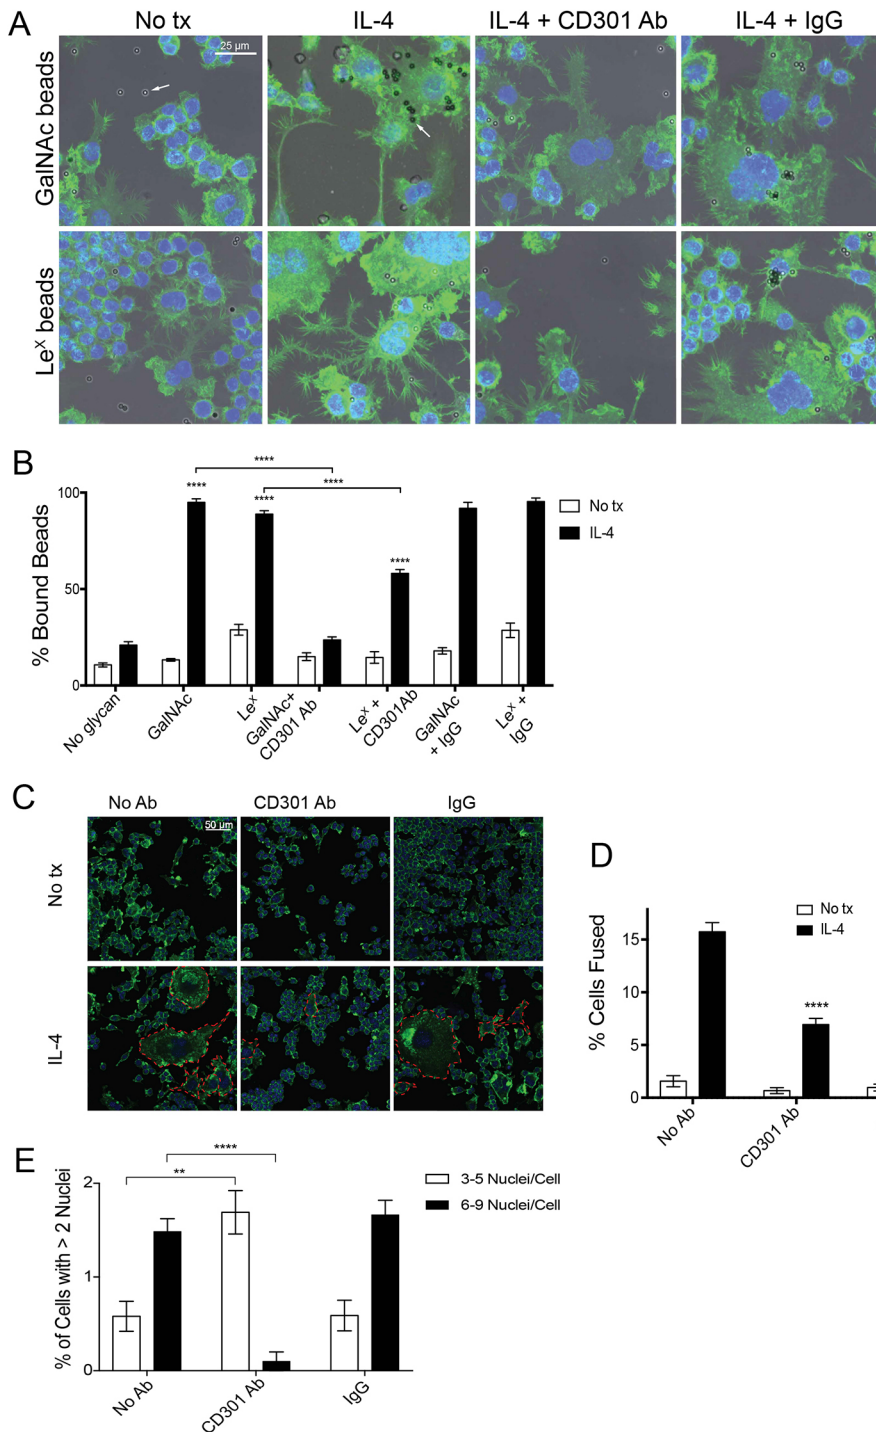 A
No tx
IL-4
IL-4 + CD301 Ab
IL-4 + IgG
25 µm
GalNAc beads
Leˣ beads
B
****
****
****
****
****
100
50
0
% Bound Beads
No tx
IL-4
No glycan
GalNAc
Leˣ
GalNAc+
CD301 Ab
Leˣ +
CD301Ab
GalNAc
+ IgG
Leˣ +
IgG
C
No Ab
CD301 Ab
IgG
50 µm
No tx
IL-4
D
No tx
IL-4
15
10
5
0
% Cells Fused
****
No Ab
CD301 Ab
E
****
**
3-5 Nuclei/Cell
6-9 Nuclei/Cell
2
1
0
% of Cells with > 2 Nuclei
No Ab
CD301 Ab
IgG